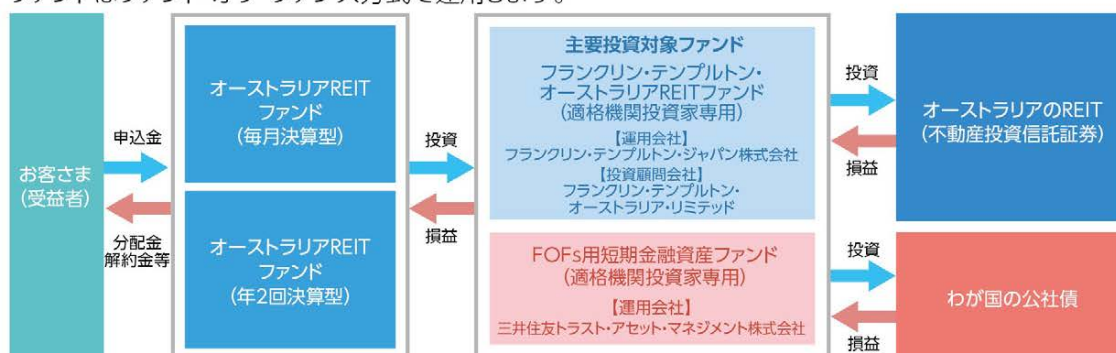 ファンドはファンド・オブ・ファンズ方式で運用します。
お客さま
(受益者)
申込金
分配金
解約金等
オーストラリアREIT
ファンド
(毎月決算型)
オーストラリアREIT
ファンド
(年2回決算型)
投資
損益
主要投資対象ファンド
フランクリン・テンプルトン・
オーストラリアREITファンド
(適格機関投資家専用)
【運用会社】
フランクリン・テンプルトン・ジャパン株式会社
【投資顧問会社】
フランクリン・テンプルトン・
オーストラリア・リミテッド
FOFs用短期金融資産ファンド
(適格機関投資家専用)
【運用会社】
三井住友トラスト・アセット・マネジメント株式会社
投資
損益
オーストラリアのREIT
(不動産投資信託証券)
投資
損益
わが国の公社債